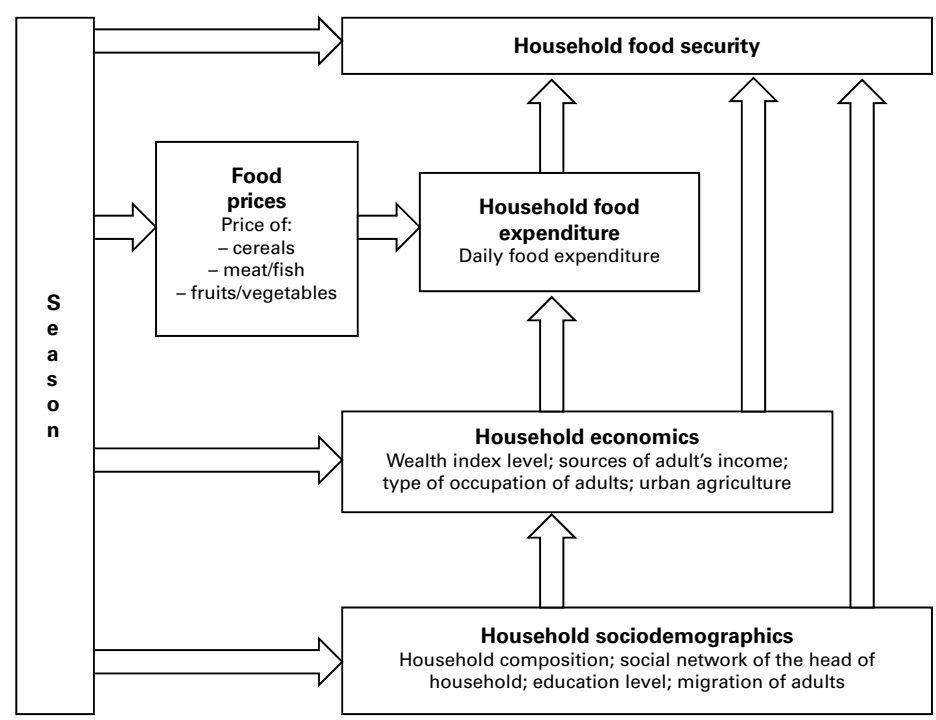 Household food security
Food
prices
Price of:
– cereals
– meat/fish
– fruits/vegetables
Household food
expenditure
Daily food expenditure
S
e
a
s
o
n
Household economics
Wealth index level; sources of adult’s income;
type of occupation of adults; urban agriculture
Household sociodemographics
Household composition; social network of the head of
household; education level; migration of adults